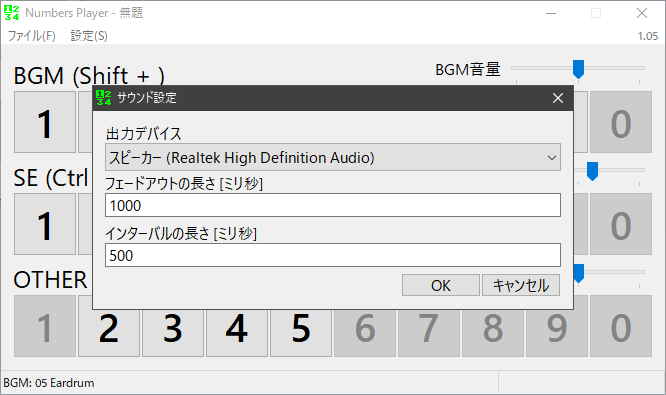 Numbers Player - 無題
ファイル(F) 設定(S) 1.05
BGM (Shift + ) BGM音量
1 0
SE (Ctrl
1 0
OTHER
1 2 3 4 5 6 7 8 9 0
1234 サウンド設定
出力デバイス
スピーカー (Realtek High Definition Audio)
フェードアウトの長さ [ミリ秒]
1000
インターバルの長さ [ミリ秒]
500
OK キャンセル
BGM: 05 Eardrum